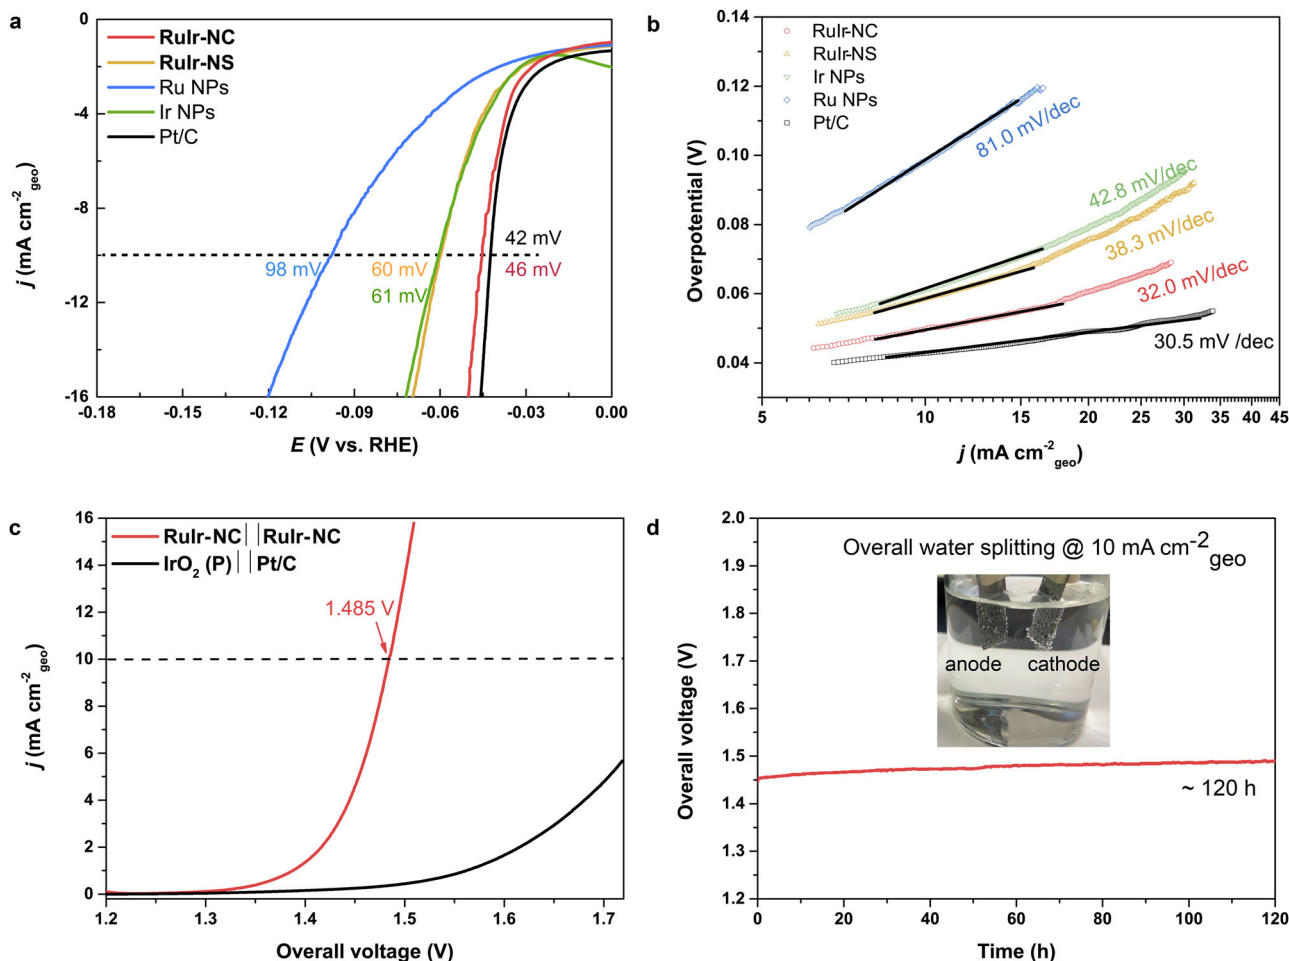 a
RuIr-NC
RuIr-NS
Ru NPs
Ir NPs
Pt/C
0
-4
-8
-12
-16
j (mA cm⁻²geo)
98 mV
60 mV
61 mV
42 mV
46 mV
-0.18
-0.15
-0.12
-0.09
-0.06
-0.03
0.00
E (V vs. RHE)
b
RuIr-NC
RuIr-NS
Ir NPs
Ru NPs
Pt/C
0.14
0.12
0.10
0.08
0.06
0.04
Overpotential (V)
81.0 mV/dec
42.8 mV/dec
38.3 mV/dec
32.0 mV/dec
30.5 mV /dec
5
10
15
20
25
30
35
40
45
j (mA cm⁻²geo)
c
RuIr-NC||RuIr-NC
IrO₂ (P)||Pt/C
16
14
12
10
8
6
4
2
0
j (mA cm⁻²geo)
1.485 V
1.2
1.3
1.4
1.5
1.6
1.7
Overall voltage (V)
d
Overall water splitting @ 10 mA cm⁻²geo
anode
cathode
2.0
1.9
1.8
1.7
1.6
1.5
1.4
1.3
1.2
Overall voltage (V)
~ 120 h
0
20
40
60
80
100
120
Time (h)